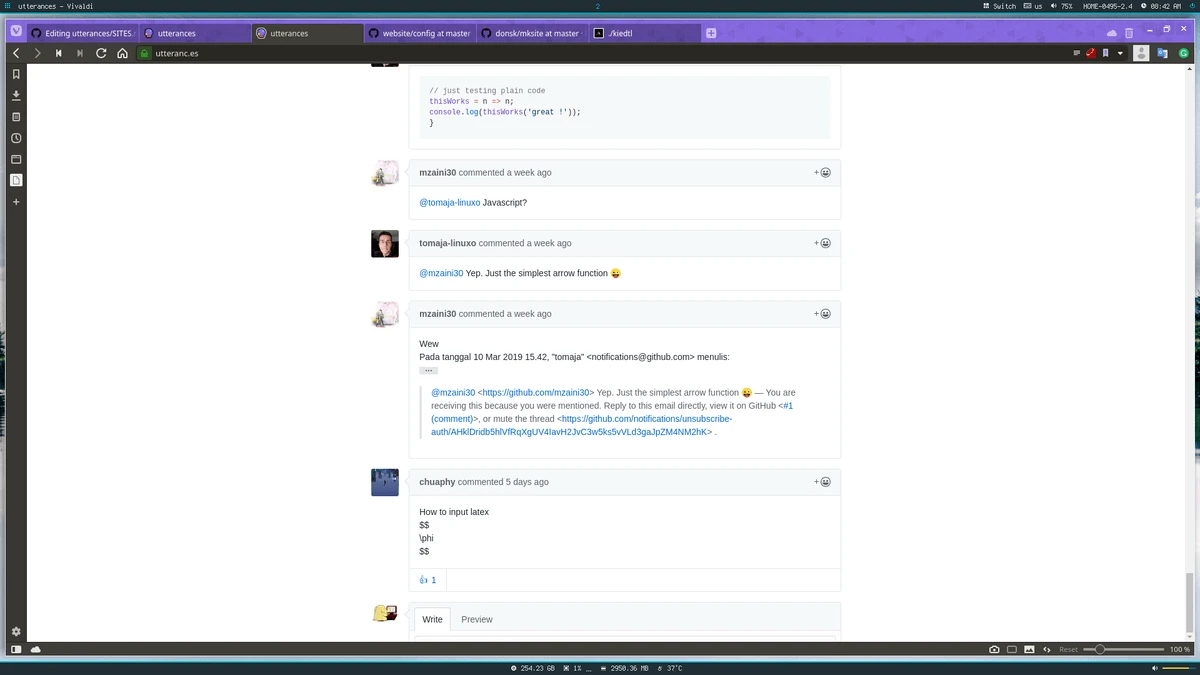 utterances - Vivaldi
2
Switch
us
75%
HOME-0495-2.4
08:42 AM
Editing utterances/SITES.
utterances
utterances
website/config at master
donsk/mksite at master
./kiedtl
utteranc.es
// just testing plain code
thisWorks = n => n;
console.log(thisWorks('great !'));
}
mzaini30 commented a week ago
@tomaja-linuxo Javascript?
tomaja-linuxo commented a week ago
@mzaini30 Yep. Just the simplest arrow function 😜
mzaini30 commented a week ago
Wew
Pada tanggal 10 Mar 2019 15.42, "tomaja" <notifications@github.com> menulis:
...
@mzaini30 <https://github.com/mzaini30> Yep. Just the simplest arrow function 😜 — You are
receiving this because you were mentioned. Reply to this email directly, view it on GitHub <#1
(comment)>, or mute the thread <https://github.com/notifications/unsubscribe-
auth/AHklDridb5hlVfRqXgUV4IavH2JvC3w5ks5vVLd3gaJpZM4NM2hK> .
chuaphy commented 5 days ago
How to input latex
$$
\phi
$$
👍 1
Write
Preview
Reset
100 %
254.23 GB
1%
2950.36 MB
37°C